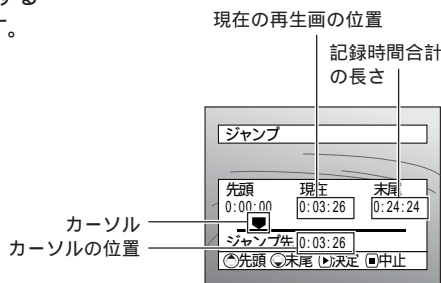 する
す。
現在の再生画の位置
記録時間合計
の長さ
ジャンプ
先頭 現在 末尾
0:00:00 0:03:26 0:24:24
カーソル
カーソルの位置
ジャンプ先 0:03:26
先頭 末尾 決定 中止